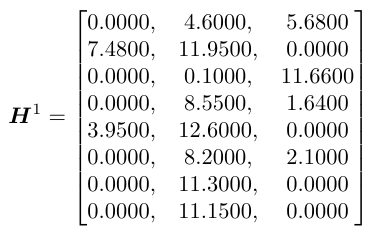 0.0000, 4.6000, 5.6800
7.4800, 11.9500, 0.0000
0.0000, 0.1000, 11.6600
0.0000, 8.5500, 1.6400
H¹ = 3.9500, 12.6000, 0.0000
0.0000, 8.2000, 2.1000
0.0000, 11.3000, 0.0000
0.0000, 11.1500, 0.0000